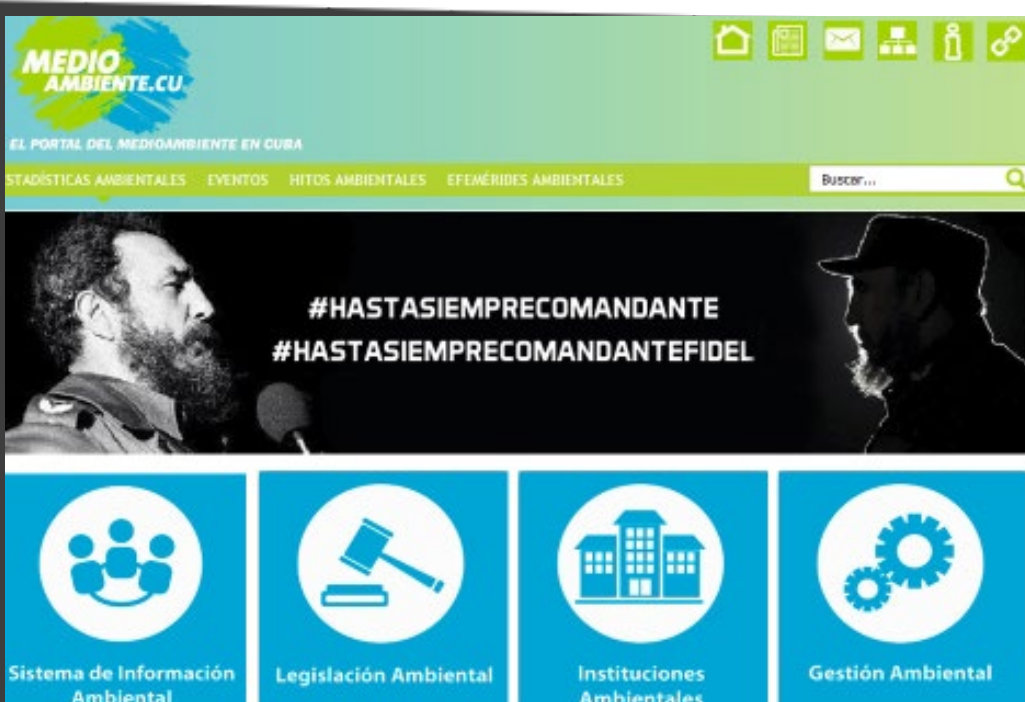 MEDIO
AMBIENTE.CU
EL PORTAL DEL MEDIOAMBIENTE EN CUBA
STADÍSTICAS AMBIENTALES EVENTOS HITOS AMBIENTALES EFEMÉRIDES AMBIENTALES Buscar...
#HASTASIEMPRECOMANDANTE
#HASTASIEMPRECOMANDANTEFIDEL
Sistema de Información
Ambiental
Legislación Ambiental
Instituciones
Ambientales
Gestión Ambiental